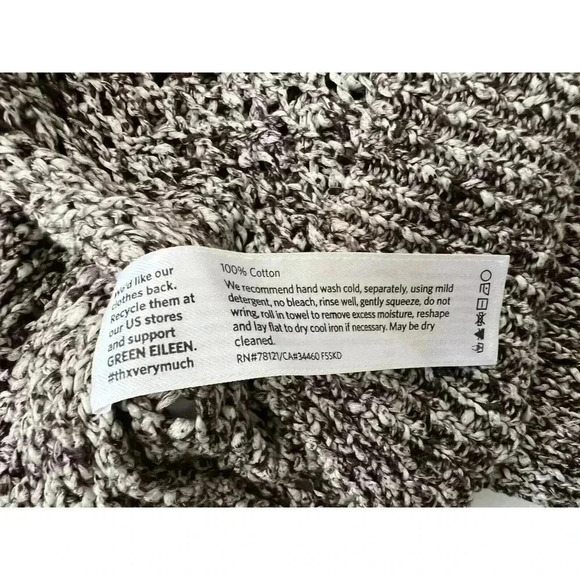 We'd like our
clothes back.
Recycle them at
our US stores
and support
GREEN EILEEN.
#thxverymuch
100% Cotton
We recommend hand wash cold, separately, using mild
detergent, no bleach, rinse well, gently squeeze, do not
wring, roll in towel to remove excess moisture, reshape
and lay flat to dry cool iron if necessary. May be dry
cleaned.
RN#78121/CA#34460 FSSKD